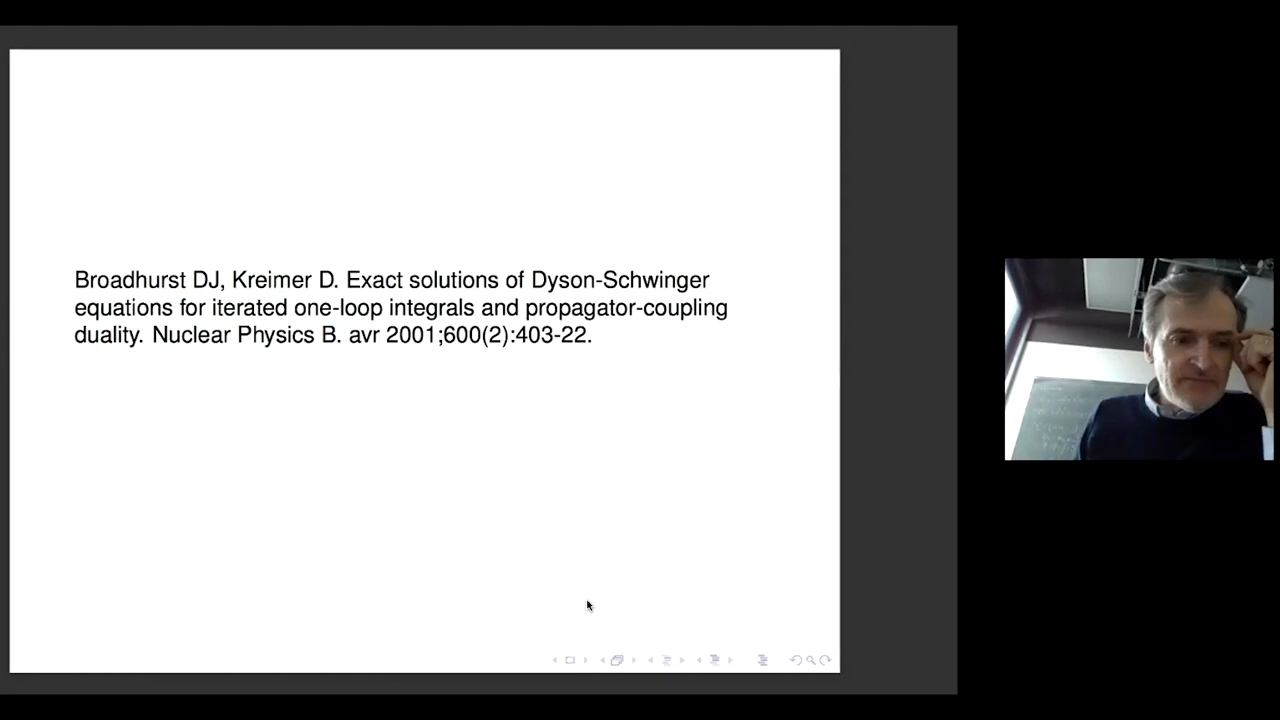 Broadhurst DJ, Kreimer D. Exact solutions of Dyson-Schwinger
equations for iterated one-loop integrals and propagator-coupling
duality. Nuclear Physics B. avr 2001;600(2):403-22.